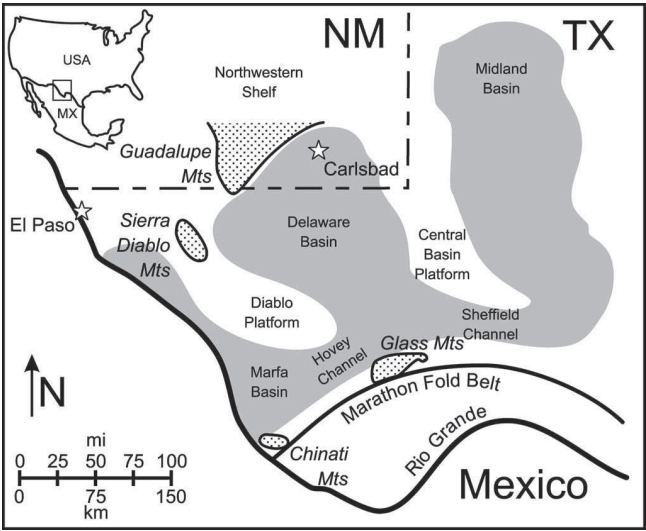 NM
TX
USA
MX
Northwestern
Shelf
Midland
Basin
Guadalupe
Mts
Carlsbad
El Paso
Sierra
Diablo
Mts
Delaware
Basin
Central
Basin
Platform
Diablo
Platform
Sheffield
Channel
Glass Mts
Hovey
Channel
Marfa
Basin
Marathon Fold Belt
N
Chinati
Mts
Rio Grande
Mexico
mi
0 25 50 75 100
0 75 150
km